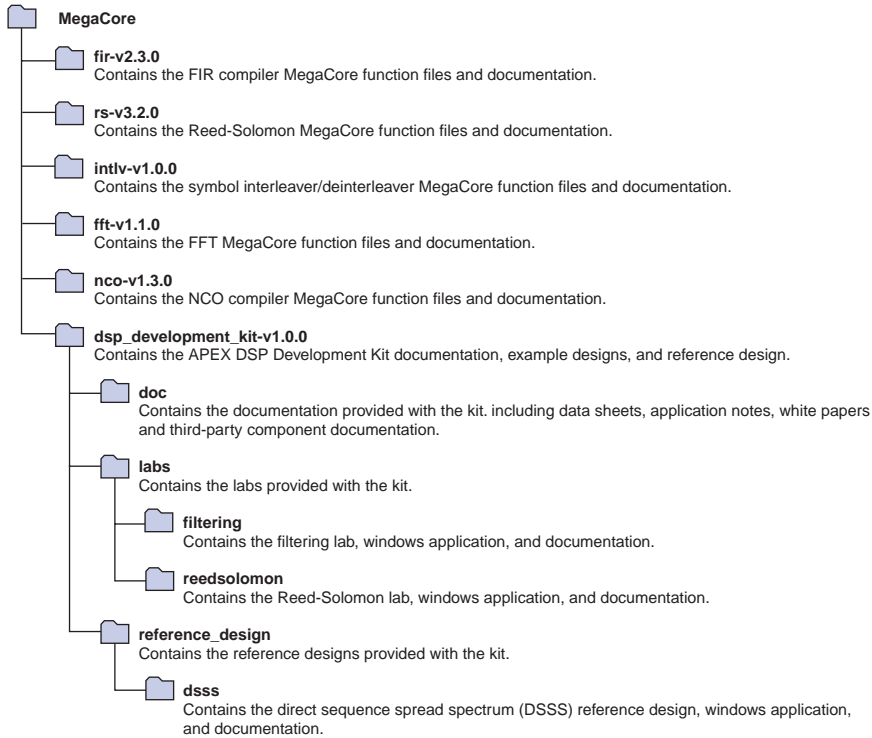 MegaCore
fir-v2.3.0
Contains the FIR compiler MegaCore function files and documentation.
rs-v3.2.0
Contains the Reed-Solomon MegaCore function files and documentation.
intlv-v1.0.0
Contains the symbol interleaver/deinterleaver MegaCore function files and documentation.
fft-v1.1.0
Contains the FFT MegaCore function files and documentation.
nco-v1.3.0
Contains the NCO compiler MegaCore function files and documentation.
dsp_development_kit-v1.0.0
Contains the APEX DSP Development Kit documentation, example designs, and reference design.
doc
Contains the documentation provided with the kit. including data sheets, application notes, white papers
and third-party component documentation.
labs
Contains the labs provided with the kit.
filtering
Contains the filtering lab, windows application, and documentation.
reedsolomon
Contains the Reed-Solomon lab, windows application, and documentation.
reference_design
Contains the reference designs provided with the kit.
dsss
Contains the direct sequence spread spectrum (DSSS) reference design, windows application,
and documentation.